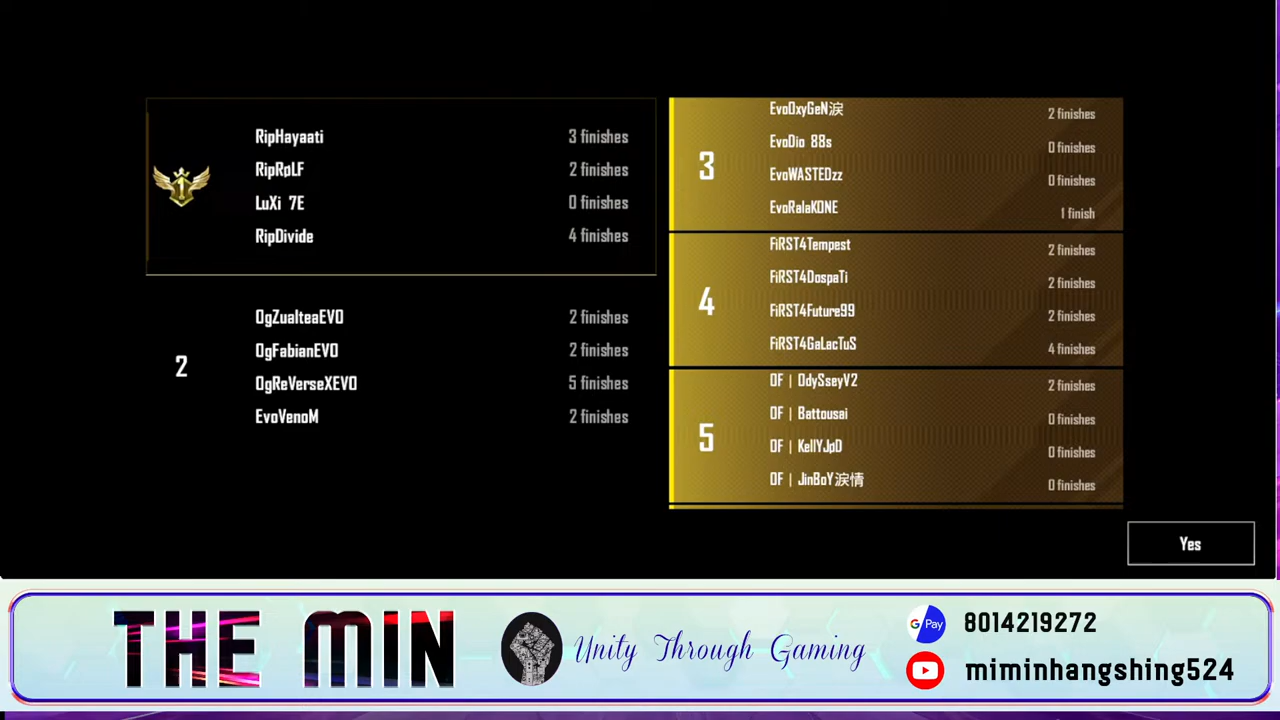 1
RipHayaati 3 finishes
RipRøLF 2 finishes
LuXi 7E 0 finishes
RipDivide 4 finishes
2
OgZualteaEVO 2 finishes
OgFabianEVO 2 finishes
OgReVerseXEVO 5 finishes
EvoVenoM 2 finishes
3
EvoOxyGeN涙 2 finishes
EvoDio 88s 0 finishes
EvoWASTEDzz 0 finishes
EvoRalaKONE 1 finish
4
FiRST4Tempest 2 finishes
FiRST4DospaTi 2 finishes
FiRST4Future99 2 finishes
FiRST4GaLacTuS 4 finishes
5
OF | OdySseyV2 2 finishes
OF | Battousai 0 finishes
OF | KellYJøD 0 finishes
OF | JinBoY涙情 0 finishes
Yes
THE MIN
Unity Through Gaming
G Pay 8014219272
miminhangshing524